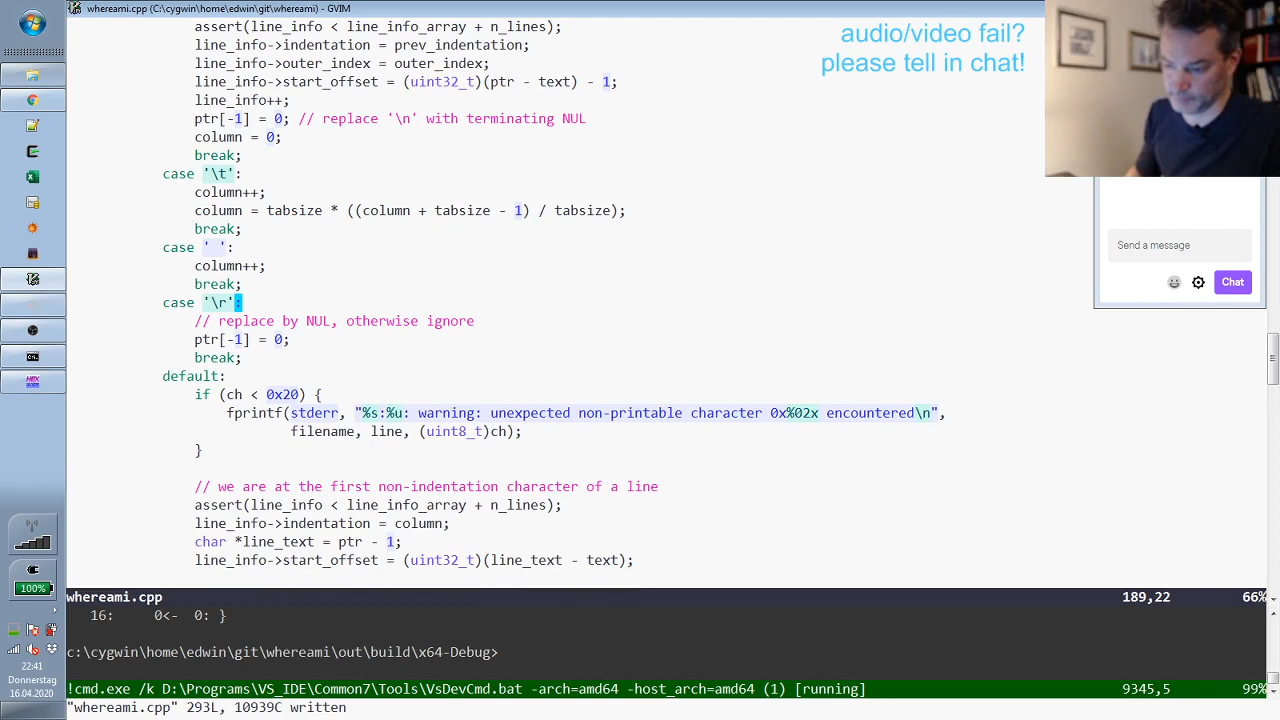 whereami.cpp (C:\cygwin\home\edwin\git\whereami) - GVIM
assert(line_info < line_info_array + n_lines);
line_info->indentation = prev_indentation;
line_info->outer_index = outer_index;
line_info->start_offset = (uint32_t)(ptr - text) - 1;
line_info++;
ptr[-1] = 0; // replace '\n' with terminating NUL
column = 0;
break;
case '\t':
column++;
column = tabsize * ((column + tabsize - 1) / tabsize);
break;
case ' ':
column++;
break;
case '\r':
// replace by NUL, otherwise ignore
ptr[-1] = 0;
break;
default:
if (ch < 0x20) {
fprintf(stderr, "%s:%u: warning: unexpected non-printable character 0x%02x encountered\n",
filename, line, (uint8_t)ch);
}
// we are at the first non-indentation character of a line
assert(line_info < line_info_array + n_lines);
line_info->indentation = column;
char *line_text = ptr - 1;
line_info->start_offset = (uint32_t)(line_text - text);
whereami.cpp 189,22 66%
16: 0<- 0: }
c:\cygwin\home\edwin\git\whereami\out\build\x64-Debug>
!cmd.exe /k D:\Programs\VS_IDE\Common7\Tools\VsDevCmd.bat -arch=amd64 -host_arch=amd64 (1) [running] 9345,5 99%
"whereami.cpp" 293L, 10939C written
audio/video fail?
please tell in chat!
Send a message
Chat
100%
22:41
Donnerstag
16.04.2020
HEX